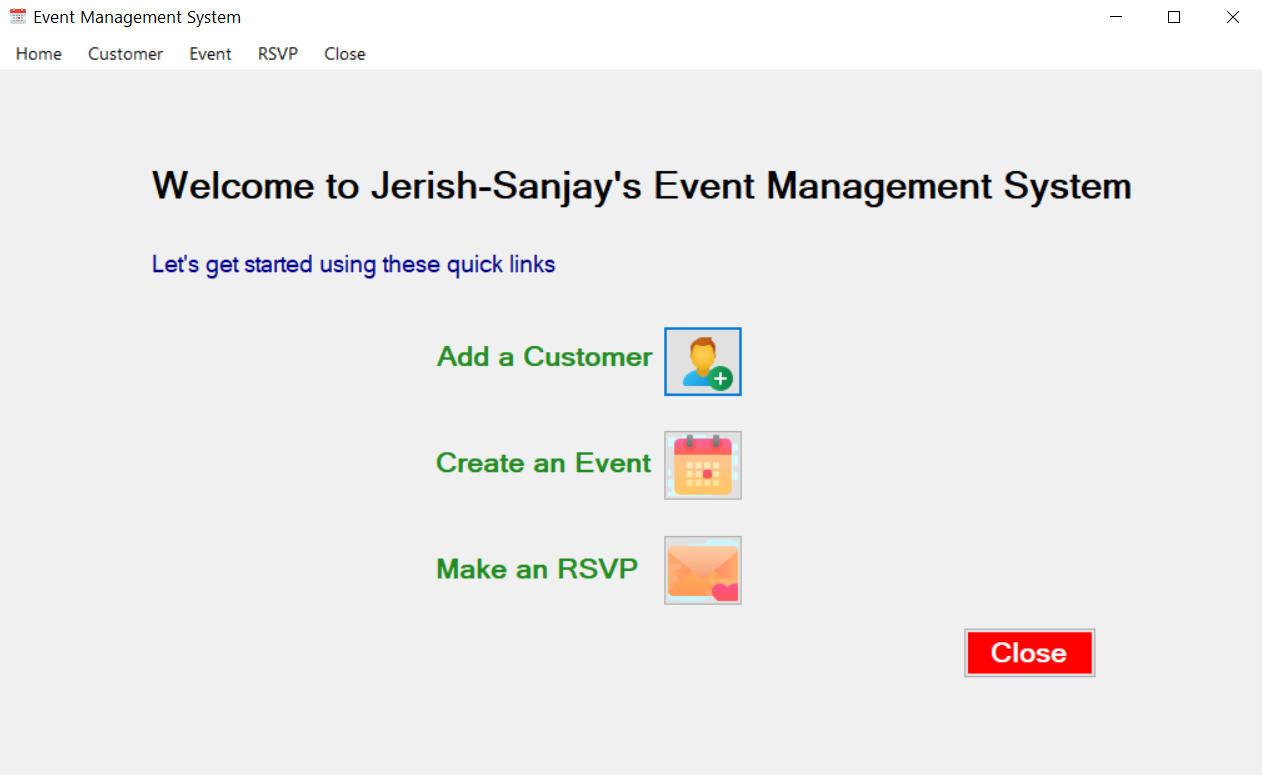 Event Management System
Home Customer Event RSVP Close
Welcome to Jerish-Sanjay's Event Management System
Let's get started using these quick links
Add a Customer
Create an Event
Make an RSVP
Close